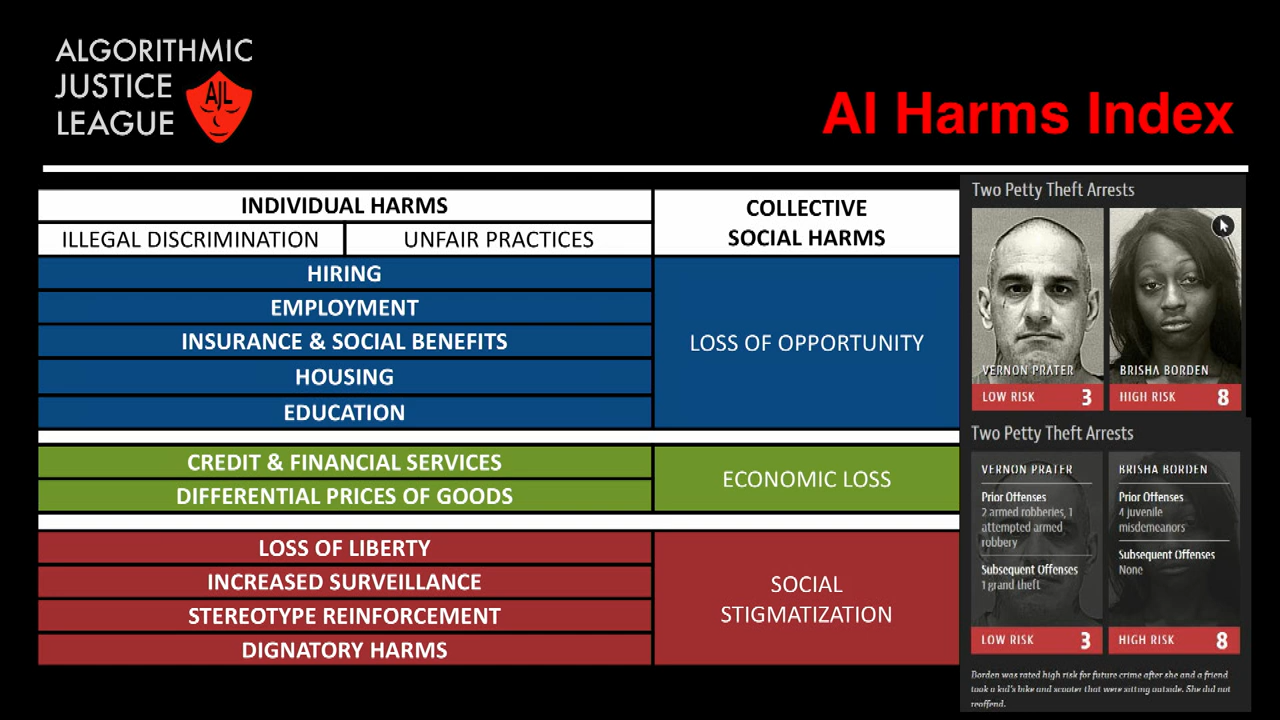 ALGORITHMIC
JUSTICE
LEAGUE
AJL
AI Harms Index
INDIVIDUAL HARMS
ILLEGAL DISCRIMINATION
UNFAIR PRACTICES
COLLECTIVE
SOCIAL HARMS
HIRING
EMPLOYMENT
INSURANCE & SOCIAL BENEFITS
HOUSING
EDUCATION
LOSS OF OPPORTUNITY
CREDIT & FINANCIAL SERVICES
DIFFERENTIAL PRICES OF GOODS
ECONOMIC LOSS
LOSS OF LIBERTY
INCREASED SURVEILLANCE
STEREOTYPE REINFORCEMENT
DIGNATORY HARMS
SOCIAL
STIGMATIZATION
Two Petty Theft Arrests
VERNON PRATER
LOW RISK 3
BRISHA BORDEN
HIGH RISK 8
Two Petty Theft Arrests
VERNON PRATER
Prior Offenses
2 armed robberies, 1
attempted armed
robbery
Subsequent Offenses
1 grand theft
LOW RISK 3
BRISHA BORDEN
Prior Offenses
4 juvenile
misdemeanors
Subsequent Offenses
None
HIGH RISK 8
Borden was rated high risk for future crime after she and a friend
took a kid's bike and scooter that were sitting outside. She did not
reoffend.